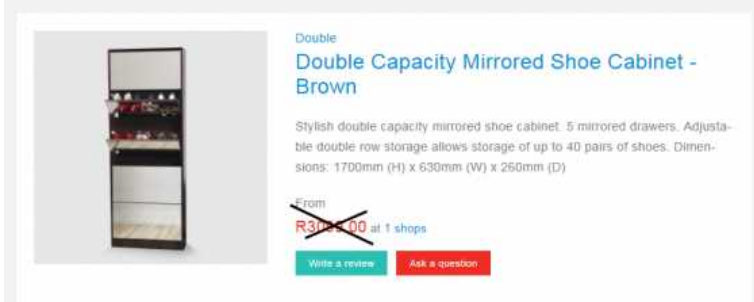 Double
Double Capacity Mirrored Shoe Cabinet -
Brown
Stylish double capacity mirrored shoe cabinet. 5 mirrored drawers. Adjusta-
ble double row storage allows storage of up to 40 pairs of shoes. Dimen-
sions: 1700mm (H) x 630mm (W) x 260mm (D)
From
at 1 shops
Write a review Ask a question